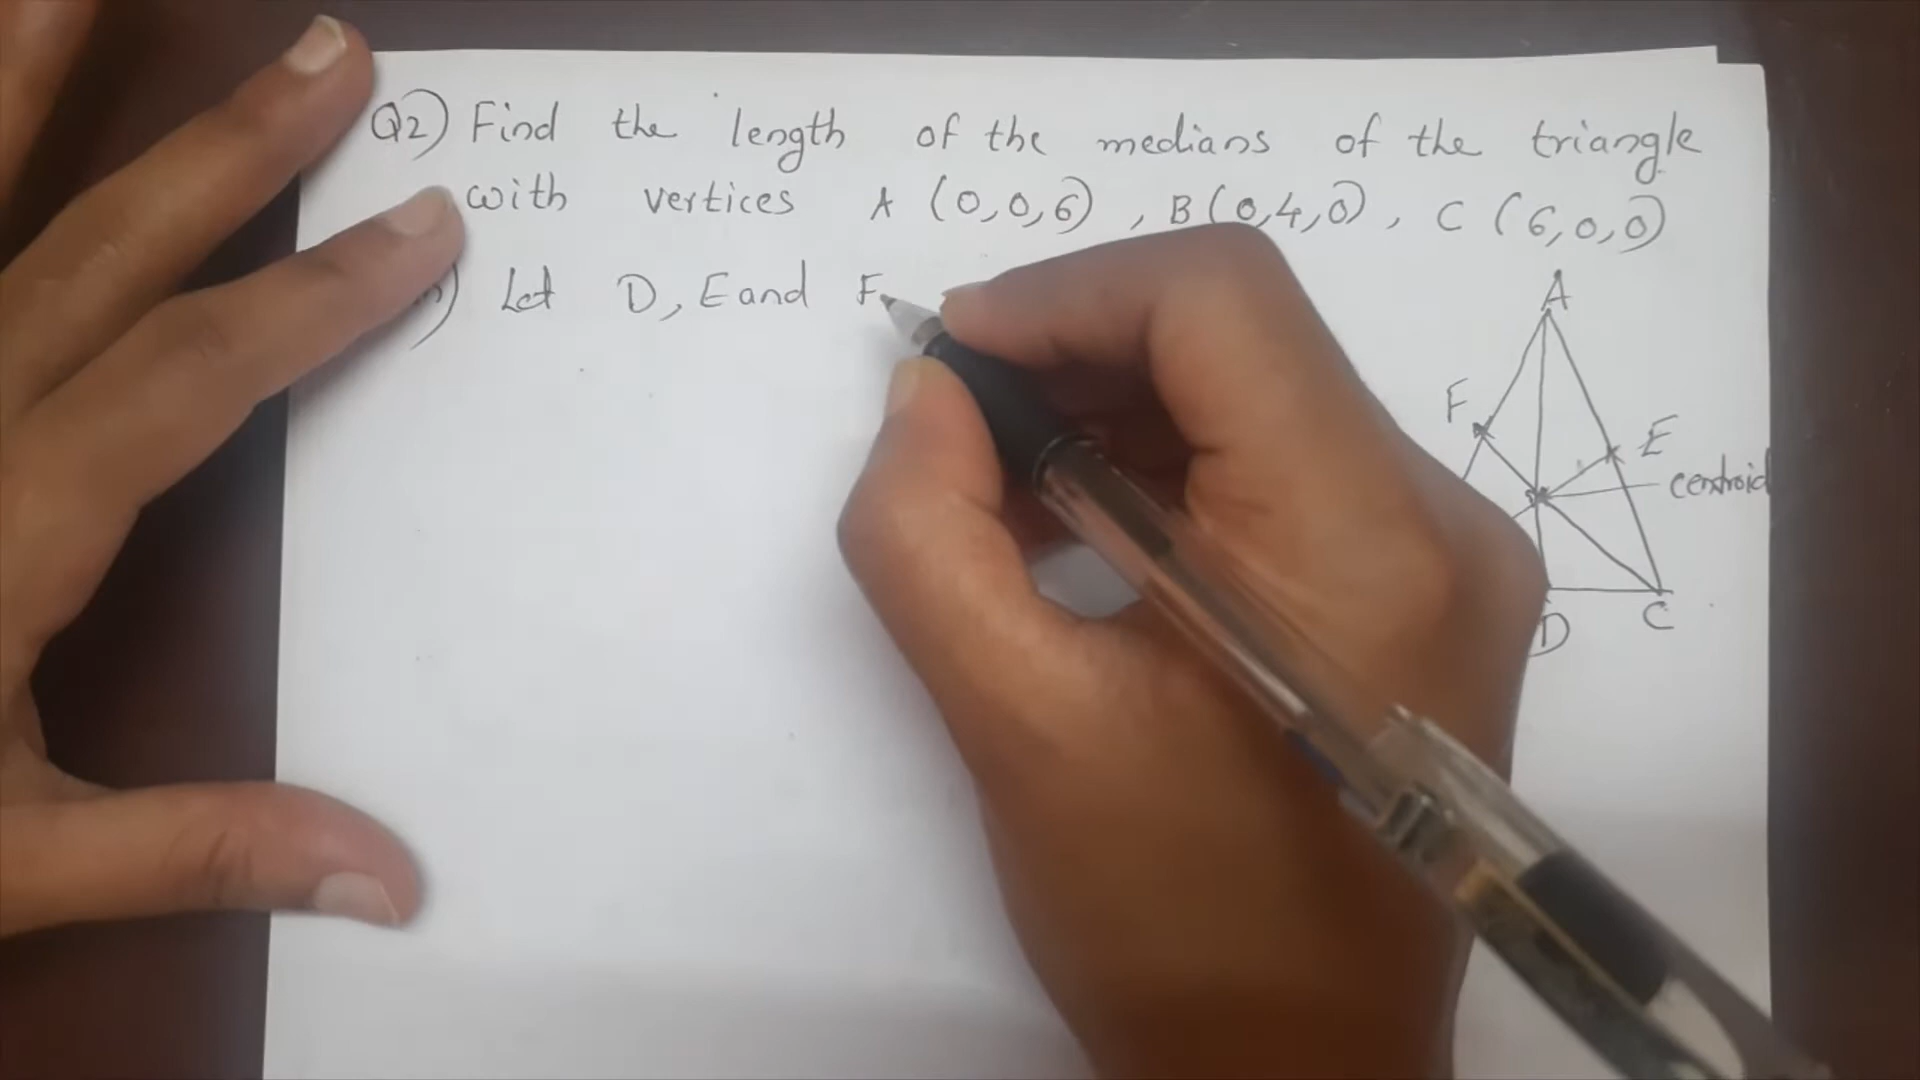 Q2) Find the length of the medians of the triangle
with vertices A (0,0,6) , B(0,4,0) , C (6,0,0)
Let D, E and F
A
F
E
centroid
D
C